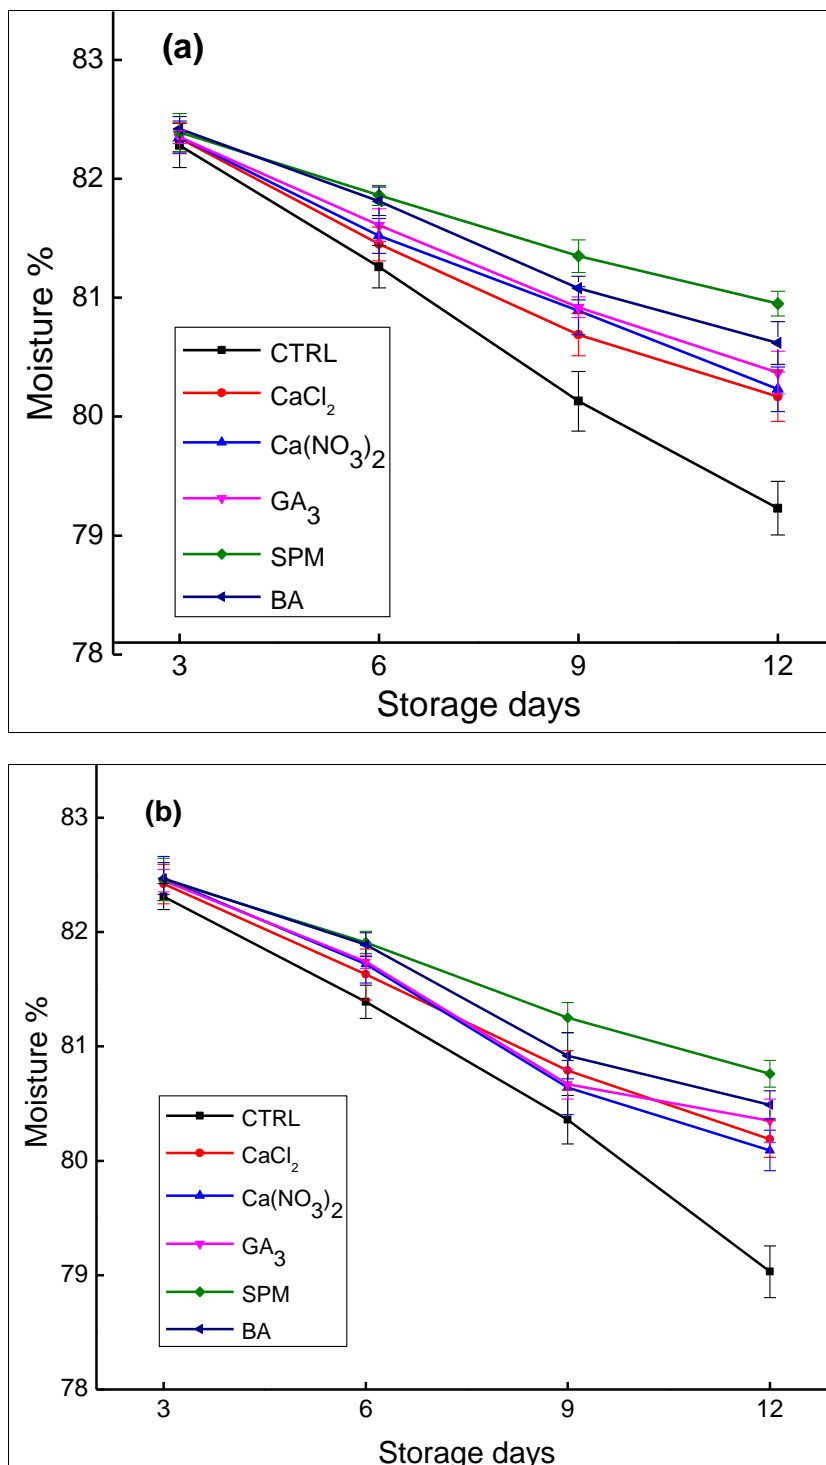 (a)
83
82
81
80
79
78
Moisture %
CTRL
CaCl₂
Ca(NO₃)₂
GA₃
SPM
BA
3 6 9 12
Storage days
(b)
83
82
81
80
79
78
Moisture %
CTRL
CaCl₂
Ca(NO₃)₂
GA₃
SPM
BA
3 6 9 12
Storage days